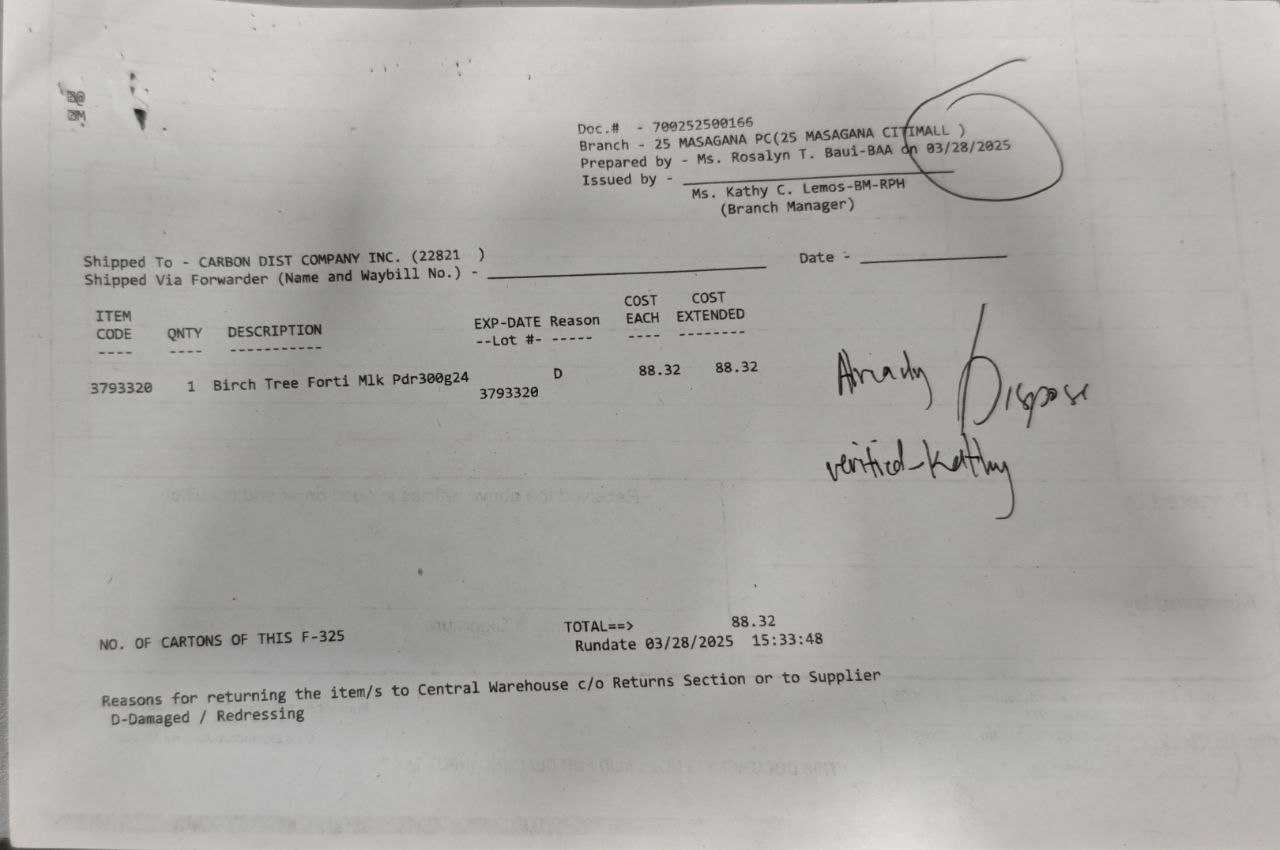 Doc.# - 700252500166
Branch - 25 MASAGANA PC(25 MASAGANA CITIMALL )
Prepared by - Ms. Rosalyn T. Baui-BAA on 03/28/2025
Issued by - ____________________
Ms. Kathy C. Lemos-BM-RPH
(Branch Manager)
Shipped To - CARBON DIST COMPANY INC. (22821 )
Shipped Via Forwarder (Name and Waybill No.) - ____________________ Date - ____________________
ITEM CODE QNTY DESCRIPTION EXP-DATE Reason COST EACH COST EXTENDED
--Lot #- -----
---- ---- ----------- ---- --------
3793320 1 Birch Tree Forti Mlk Pdr300g24 D 88.32 88.32
3793320
Already Dispose
verified-Kathy
TOTAL==> 88.32
NO. OF CARTONS OF THIS F-325
Rundate 03/28/2025 15:33:48
Reasons for returning the item/s to Central Warehouse c/o Returns Section or to Supplier
D-Damaged / Redressing